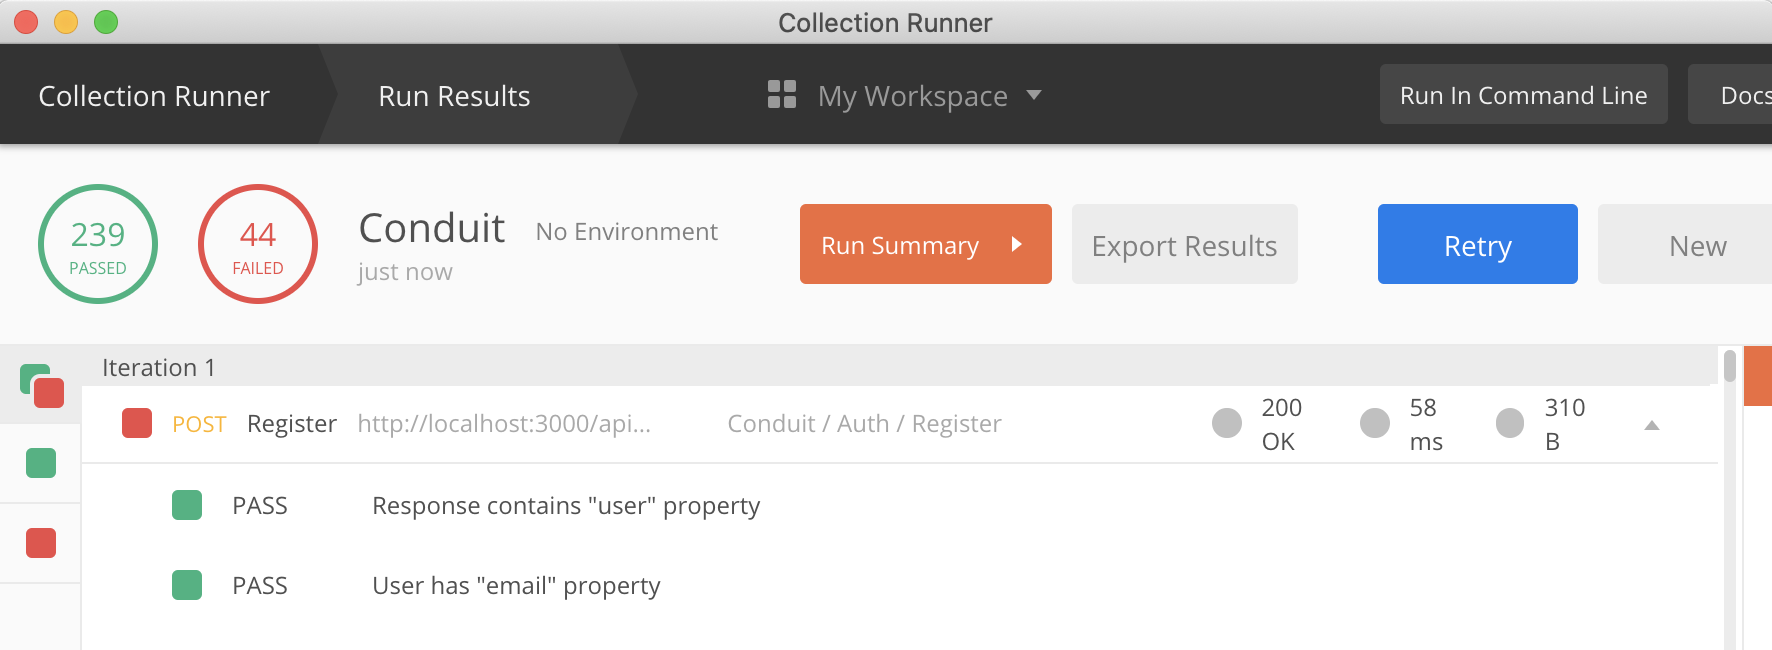 Collection Runner
Collection Runner
Run Results
My Workspace
Run In Command Line
Docs
239
PASSED
44
FAILED
Conduit
No Environment
just now
Run Summary
Export Results
Retry
New
Iteration 1
POST Register http://localhost:3000/api... Conduit / Auth / Register 200 OK 58 ms 310 B
PASS Response contains "user" property
PASS User has "email" property